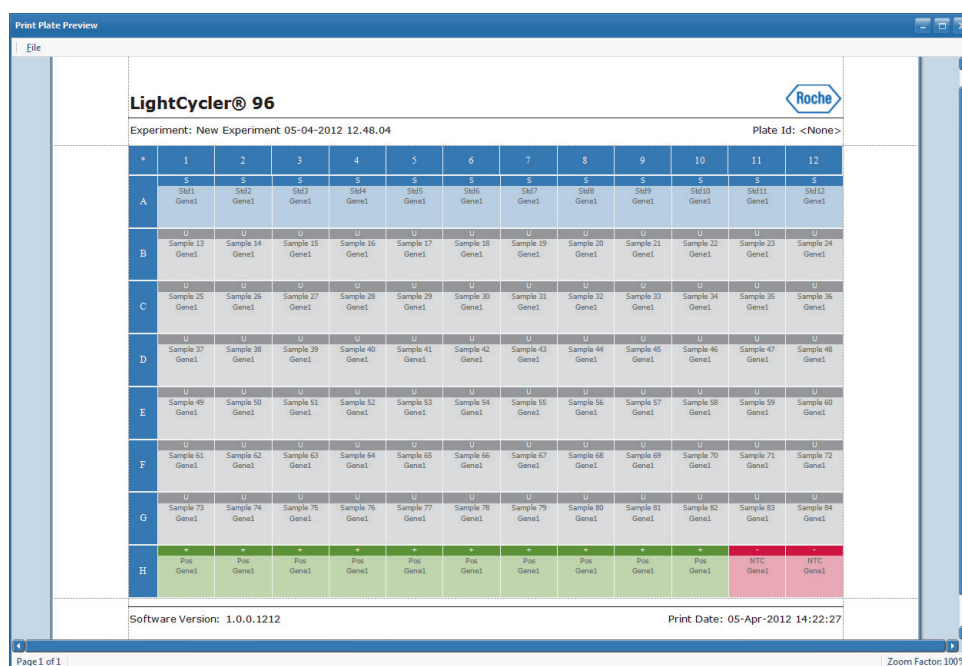 Print Plate Preview
File
LightCycler® 96
Roche
Experiment: New Experiment 05-04-2012 12.48.04 Plate Id: <None>
* 1 2 3 4 5 6 7 8 9 10 11 12
S S S S S S S S S S S S
A Std1 Std2 Std3 Std4 Std5 Std6 Std7 Std8 Std9 Std10 Std11 Std12
Gene1 Gene1 Gene1 Gene1 Gene1 Gene1 Gene1 Gene1 Gene1 Gene1 Gene1 Gene1
U U U U U U U U U U U U
B Sample 13 Sample 14 Sample 15 Sample 16 Sample 17 Sample 18 Sample 19 Sample 20 Sample 21 Sample 22 Sample 23 Sample 24
Gene1 Gene1 Gene1 Gene1 Gene1 Gene1 Gene1 Gene1 Gene1 Gene1 Gene1 Gene1
U U U U U U U U U U U U
C Sample 25 Sample 26 Sample 27 Sample 28 Sample 29 Sample 30 Sample 31 Sample 32 Sample 33 Sample 34 Sample 35 Sample 36
Gene1 Gene1 Gene1 Gene1 Gene1 Gene1 Gene1 Gene1 Gene1 Gene1 Gene1 Gene1
U U U U U U U U U U U U
D Sample 37 Sample 38 Sample 39 Sample 40 Sample 41 Sample 42 Sample 43 Sample 44 Sample 45 Sample 46 Sample 47 Sample 48
Gene1 Gene1 Gene1 Gene1 Gene1 Gene1 Gene1 Gene1 Gene1 Gene1 Gene1 Gene1
U U U U U U U U U U U U
E Sample 49 Sample 50 Sample 51 Sample 52 Sample 53 Sample 54 Sample 55 Sample 56 Sample 57 Sample 58 Sample 59 Sample 60
Gene1 Gene1 Gene1 Gene1 Gene1 Gene1 Gene1 Gene1 Gene1 Gene1 Gene1 Gene1
U U U U U U U U U U U U
F Sample 61 Sample 62 Sample 63 Sample 64 Sample 65 Sample 66 Sample 67 Sample 68 Sample 69 Sample 70 Sample 71 Sample 72
Gene1 Gene1 Gene1 Gene1 Gene1 Gene1 Gene1 Gene1 Gene1 Gene1 Gene1 Gene1
U U U U U U U U U U U U
G Sample 73 Sample 74 Sample 75 Sample 76 Sample 77 Sample 78 Sample 79 Sample 80 Sample 81 Sample 82 Sample 83 Sample 84
Gene1 Gene1 Gene1 Gene1 Gene1 Gene1 Gene1 Gene1 Gene1 Gene1 Gene1 Gene1
+ + + + + + + + + + - -
H Pos Pos Pos Pos Pos Pos Pos Pos Pos Pos NTC NTC
Gene1 Gene1 Gene1 Gene1 Gene1 Gene1 Gene1 Gene1 Gene1 Gene1 Gene1 Gene1
Software Version: 1.0.0.1212 Print Date: 05-Apr-2012 14:22:27
Page 1 of 1 Zoom Factor: 100%